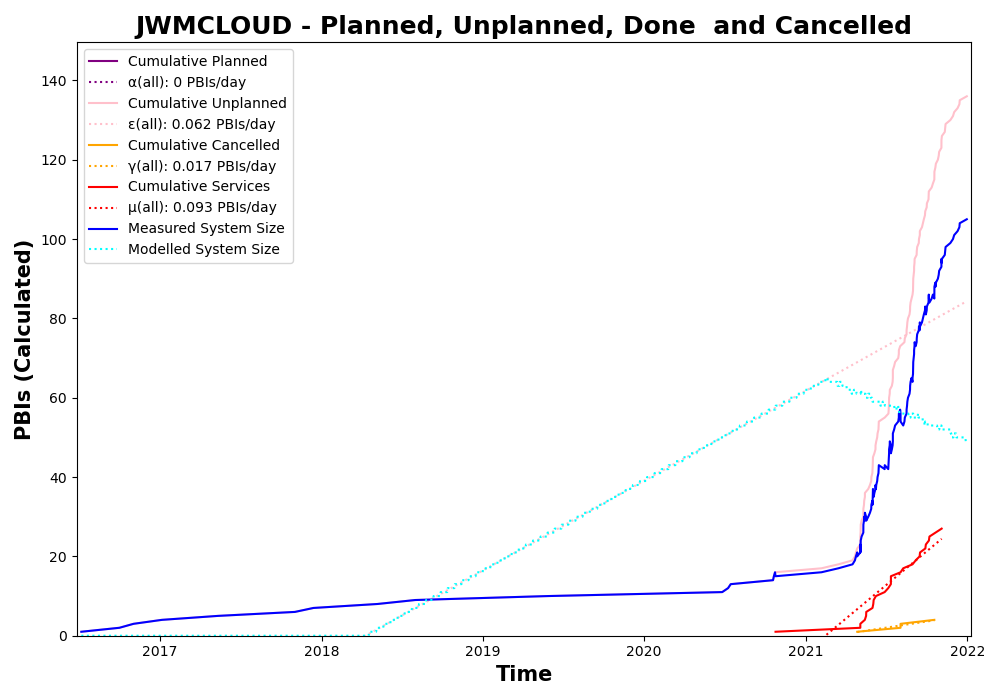 JWMCLOUD - Planned, Unplanned, Done  and Cancelled
Cumulative Planned
α(all): 0 PBIs/day
Cumulative Unplanned
ε(all): 0.062 PBIs/day
Cumulative Cancelled
γ(all): 0.017 PBIs/day
Cumulative Services
μ(all): 0.093 PBIs/day
Measured System Size
Modelled System Size
PBIs (Calculated)
140
120
100
80
60
40
20
0
2017 2018 2019 2020 2021 2022
Time